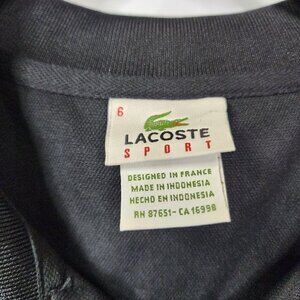 6
LACOSTE
SPORT
DESIGNED IN FRANCE
MADE IN INDONESIA
HECHO EN INDONESIA
RN 87651-CA 16998